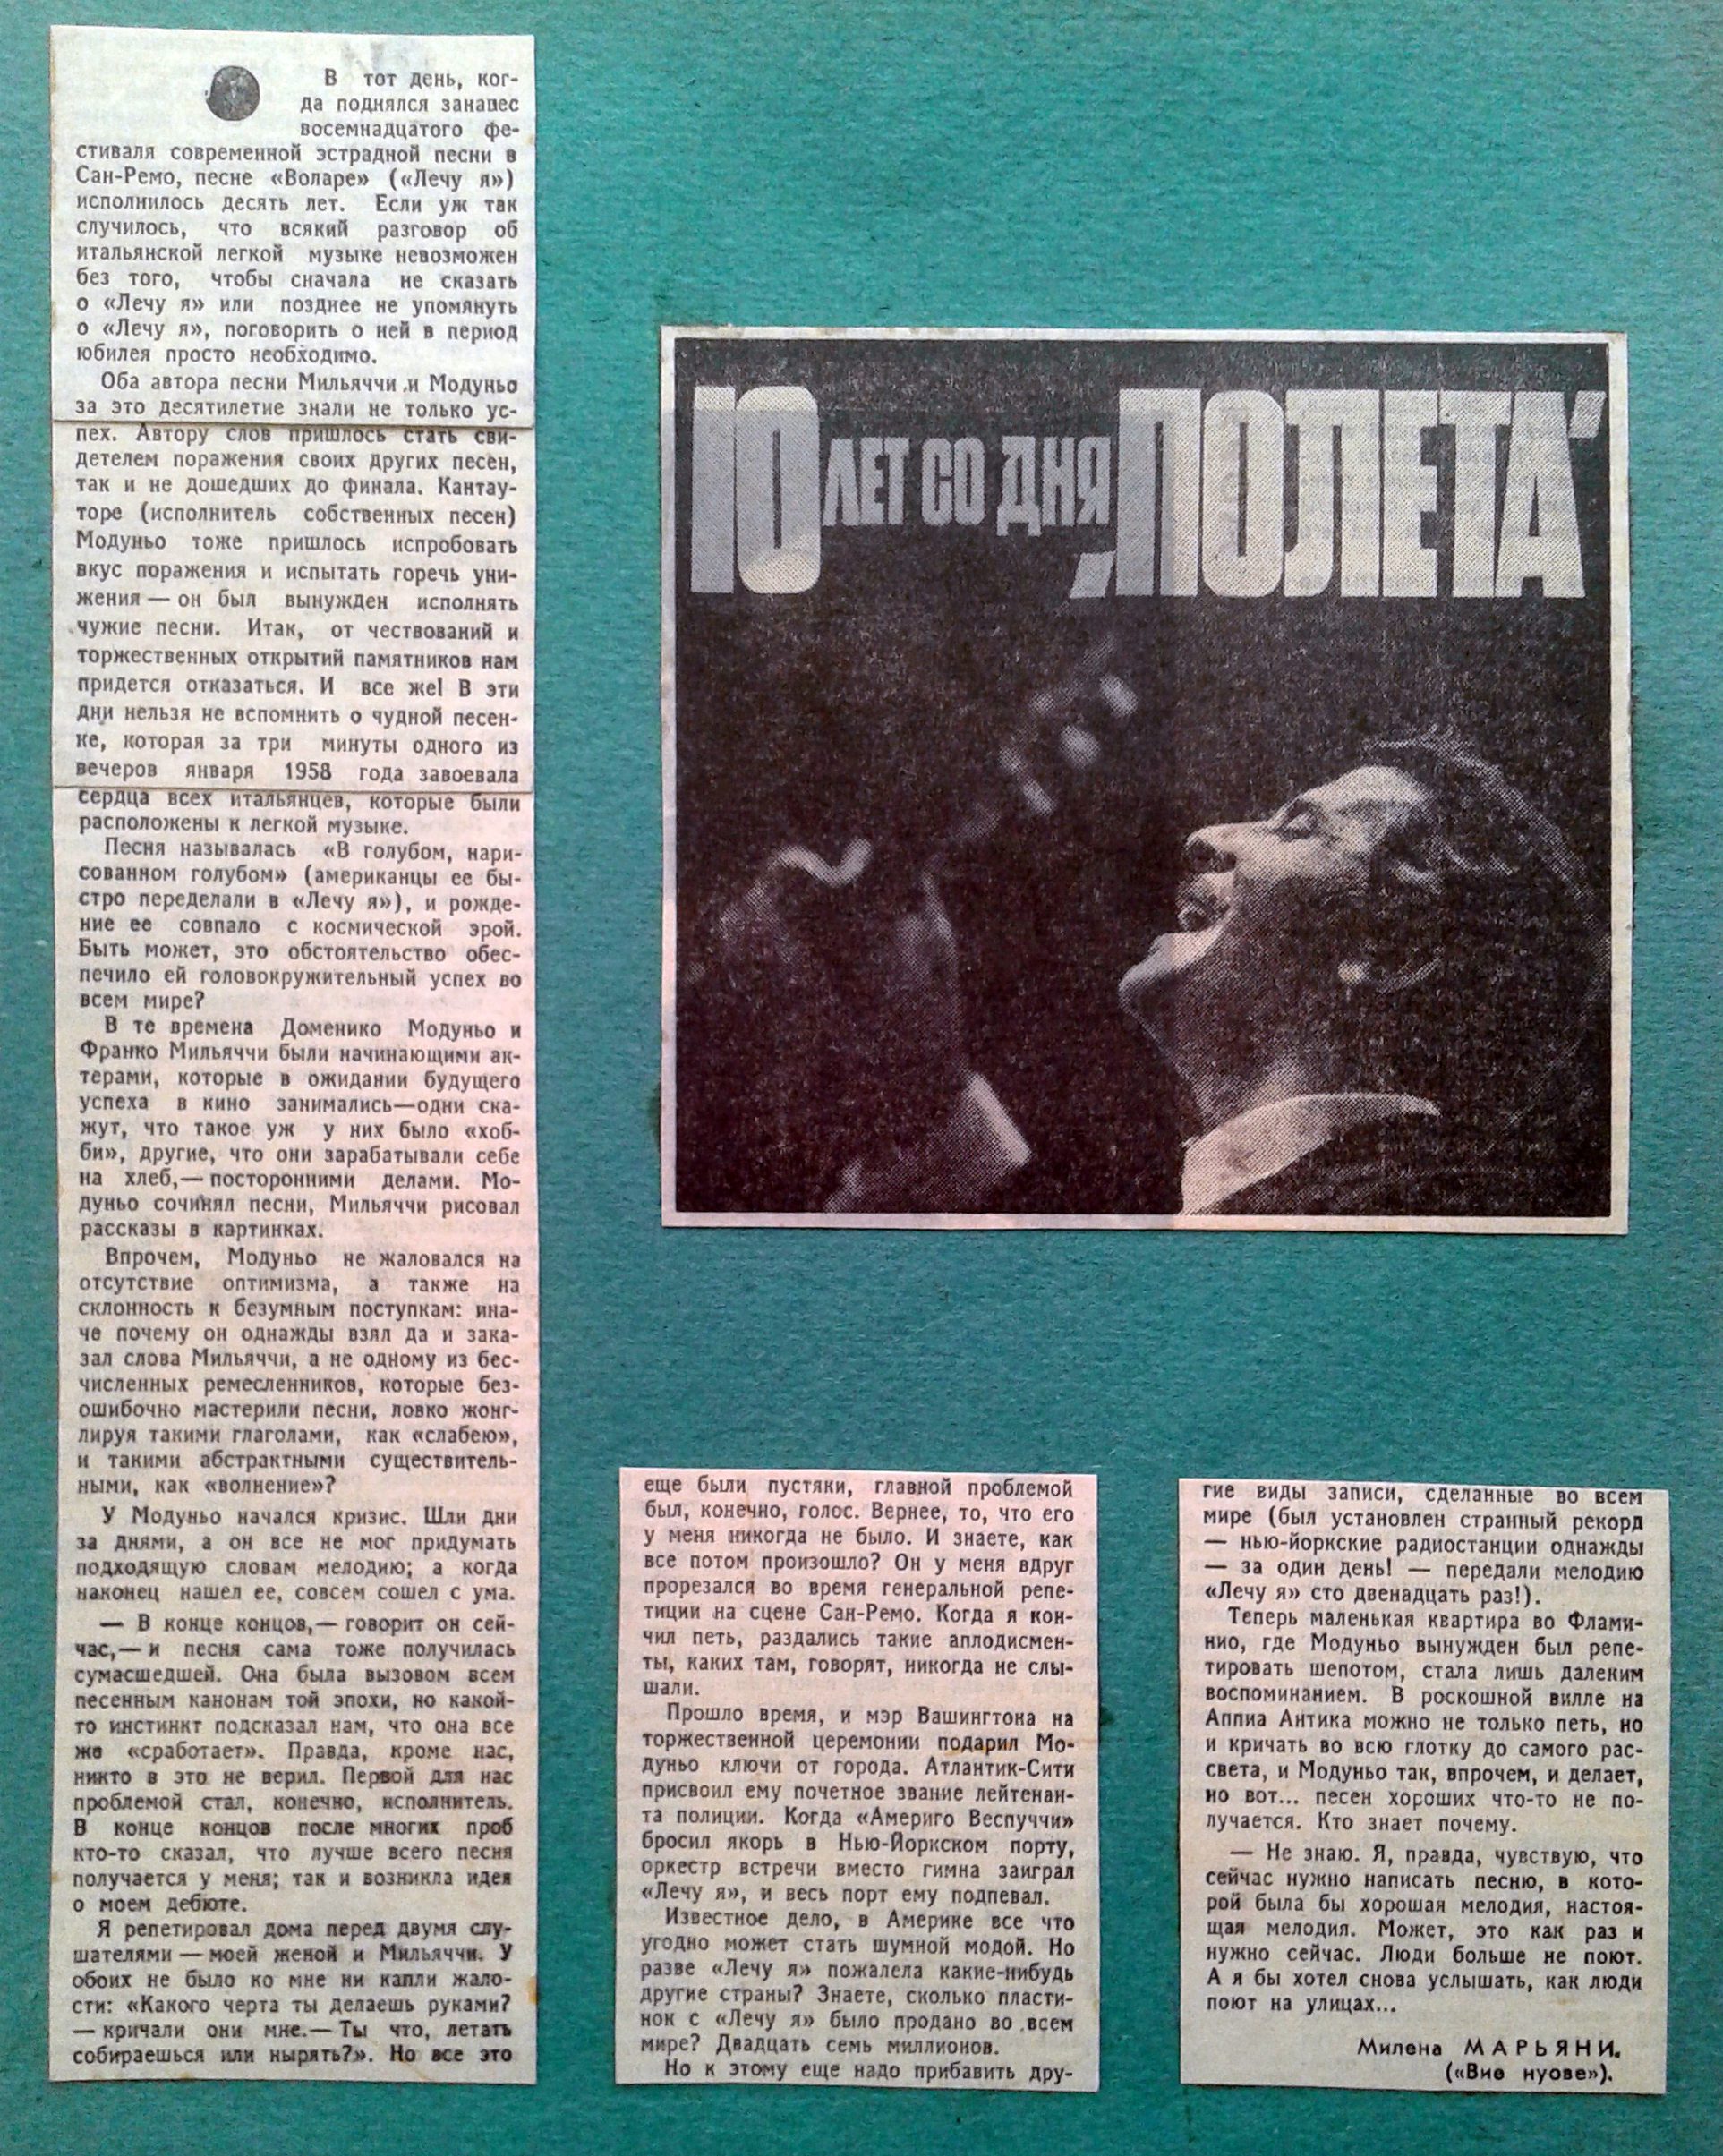 В тот день, ког-
да поднялся занавес
восемнадцатого фе-
стиваля современной эстрадной песни в
Сан-Ремо, песне «Воларе» («Лечу я»)
исполнилось десять лет. Если уж так
случилось, что всякий разговор об
итальянской легкой музыке невозможен
без того, чтобы сначала не сказать
о «Лечу я» или позднее не упомянуть
о «Лечу я», поговорить о ней в период
юбилея просто необходимо.
Оба автора песни Мильяччи и Модуньо
за это десятилетие знали не только ус-
пех. Автору слов пришлось стать сви-
детелем поражения своих других песен,
так и не дошедших до финала. Кантау-
торе (исполнитель собственных песен)
Модуньо тоже пришлось испробовать
вкус поражения и испытать горечь уни-
жения — он был вынужден исполнять
чужие песни. Итак, от чествований и
торжественных открытий памятников нам
придется отказаться. И все же! В эти
дни нельзя не вспомнить о чудной песен-
ке, которая за три минуты одного из
вечеров января 1958 года завоевала
сердца всех итальянцев, которые были
расположены к легкой музыке.
Песня называлась «В голубом, нари-
сованном голубом» (американцы ее бы-
стро переделали в «Лечу я»), и рожде-
ние ее совпало с космической эрой.
Быть может, это обстоятельство обес-
печило ей головокружительный успех во
всем мире?
В те времена Доменико Модуньо и
Франко Мильяччи были начинающими ак-
терами, которые в ожидании будущего
успеха в кино занимались—одни ска-
жут, что такое уж у них было «хоб-
би», другие, что они зарабатывали себе
на хлеб,— посторонними делами. Мо-
дуньо сочинял песни, Мильяччи рисовал
рассказы в картинках.
Впрочем, Модуньо не жаловался на
отсутствие оптимизма, а также на
склонность к безумным поступкам: ина-
че почему он однажды взял да и зака-
зал слова Мильяччи, а не одному из бес-
численных ремесленников, которые без-
ошибочно мастерили песни, ловко жонг-
лируя такими глаголами, как «слабею»,
и такими абстрактными существитель-
ными, как «волнение»?
У Модуньо начался кризис. Шли дни
за днями, а он все не мог придумать
подходящую словам мелодию; а когда
наконец нашел ее, совсем сошел с ума.
— В конце концов,— говорит он сей-
час,— и песня сама тоже получилась
сумасшедшей. Она была вызовом всем
песенным канонам той эпохи, но какой-
то инстинкт подсказал нам, что она все
же «сработает». Правда, кроме нас,
никто в это не верил. Первой для нас
проблемой стал, конечно, исполнитель.
В конце концов после многих проб
кто-то сказал, что лучше всего песня
получается у меня; так и возникла идея
о моем дебюте.
Я репетировал дома перед двумя слу-
шателями — моей женой и Мильяччи. У
обоих не было ко мне ни капли жало-
сти: «Какого черта ты делаешь руками?
— кричали они мне.— Ты что, летать
собираешься или нырять?». Но все это
10 ЛЕТ СО ДНЯ „ПОЛЕТА“
еще были пустяки, главной проблемой
был, конечно, голос. Вернее, то, что его
у меня никогда не было. И знаете, как
все потом произошло? Он у меня вдруг
прорезался во время генеральной репе-
тиции на сцене Сан-Ремо. Когда я кон-
чил петь, раздались такие аплодисмен-
ты, каких там, говорят, никогда не слы-
шали.
Прошло время, и мэр Вашингтона на
торжественной церемонии подарил Мо-
дуньо ключи от города. Атлантик-Сити
присвоил ему почетное звание лейтенан-
та полиции. Когда «Америго Веспуччи»
бросил якорь в Нью-Йоркском порту,
оркестр встречи вместо гимна заиграл
«Лечу я», и весь порт ему подпевал.
Известное дело, в Америке все что
угодно может стать шумной модой. Но
разве «Лечу я» пожалела какие-нибудь
другие страны? Знаете, сколько пласти-
нок с «Лечу я» было продано во всем
мире? Двадцать семь миллионов.
Но к этому еще надо прибавить дру-
гие виды записи, сделанные во всем
мире (был установлен странный рекорд
— нью-йоркские радиостанции однажды
— за один день! — передали мелодию
«Лечу я» сто двенадцать раз!).
Теперь маленькая квартира во Флами-
нио, где Модуньо вынужден был репе-
тировать шепотом, стала лишь далеким
воспоминанием. В роскошной вилле на
Аппиа Антика можно не только петь, но
и кричать во всю глотку до самого рас-
света, и Модуньо так, впрочем, и делает,
но вот... песен хороших что-то не по-
лучается. Кто знает почему.
— Не знаю. Я, правда, чувствую, что
сейчас нужно написать песню, в кото-
рой была бы хорошая мелодия, настоя-
щая мелодия. Может, это как раз и
нужно сейчас. Люди больше не поют.
А я бы хотел снова услышать, как люди
поют на улицах...
Милена МАРЬЯНИ.
(«Вие нуове»).